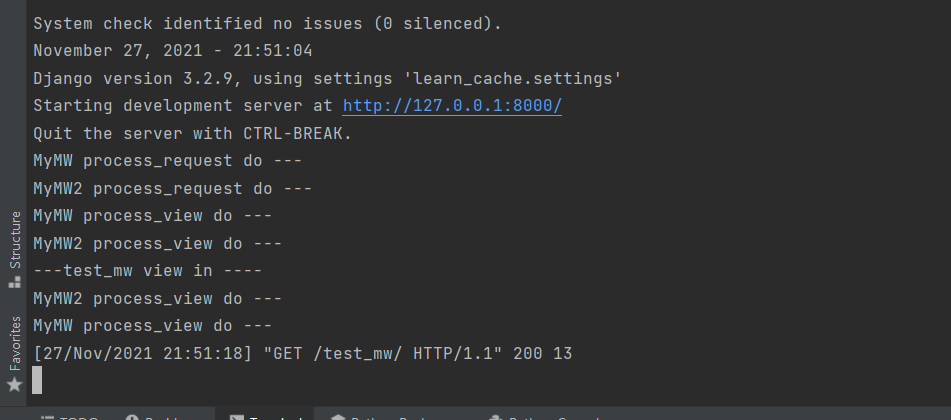 System check identified no issues (0 silenced).
November 27, 2021 - 21:51:04
Django version 3.2.9, using settings 'learn_cache.settings'
Starting development server at http://127.0.0.1:8000/
Quit the server with CTRL-BREAK.
MyMW process_request do ---
MyMW2 process_request do ---
MyMW process_view do ---
MyMW2 process_view do ---
---test_mw view in ----
MyMW2 process_view do ---
MyMW process_view do ---
[27/Nov/2021 21:51:18] "GET /test_mw/ HTTP/1.1" 200 13
Structure
Favorites